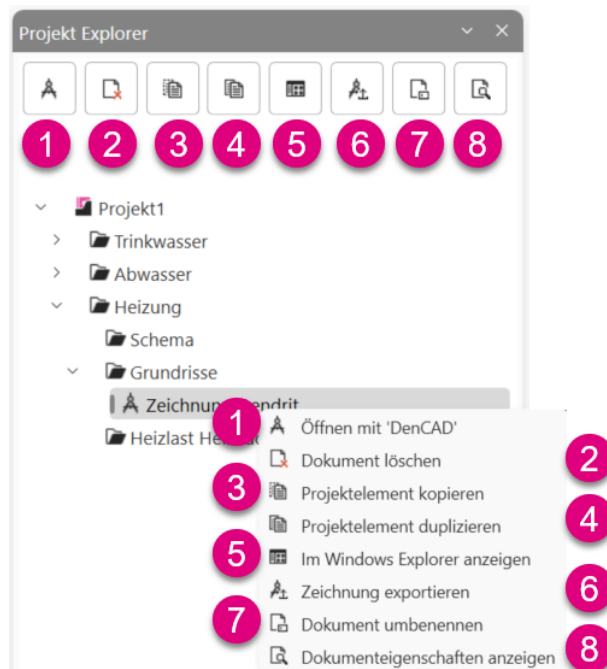 Projekt Explorer
1 2 3 4 5 6 7 8
Projekt1
Trinkwasser
Abwasser
Heizung
Schema
Grundrisse
Heizlast
1 Öffnen mit 'DenCAD'
Dokument löschen 2
3 Projektelement kopieren
Projektelement duplizieren 4
5 Im Windows Explorer anzeigen
Zeichnung exportieren 6
7 Dokument umbenennen
Dokumenteigenschaften anzeigen 8